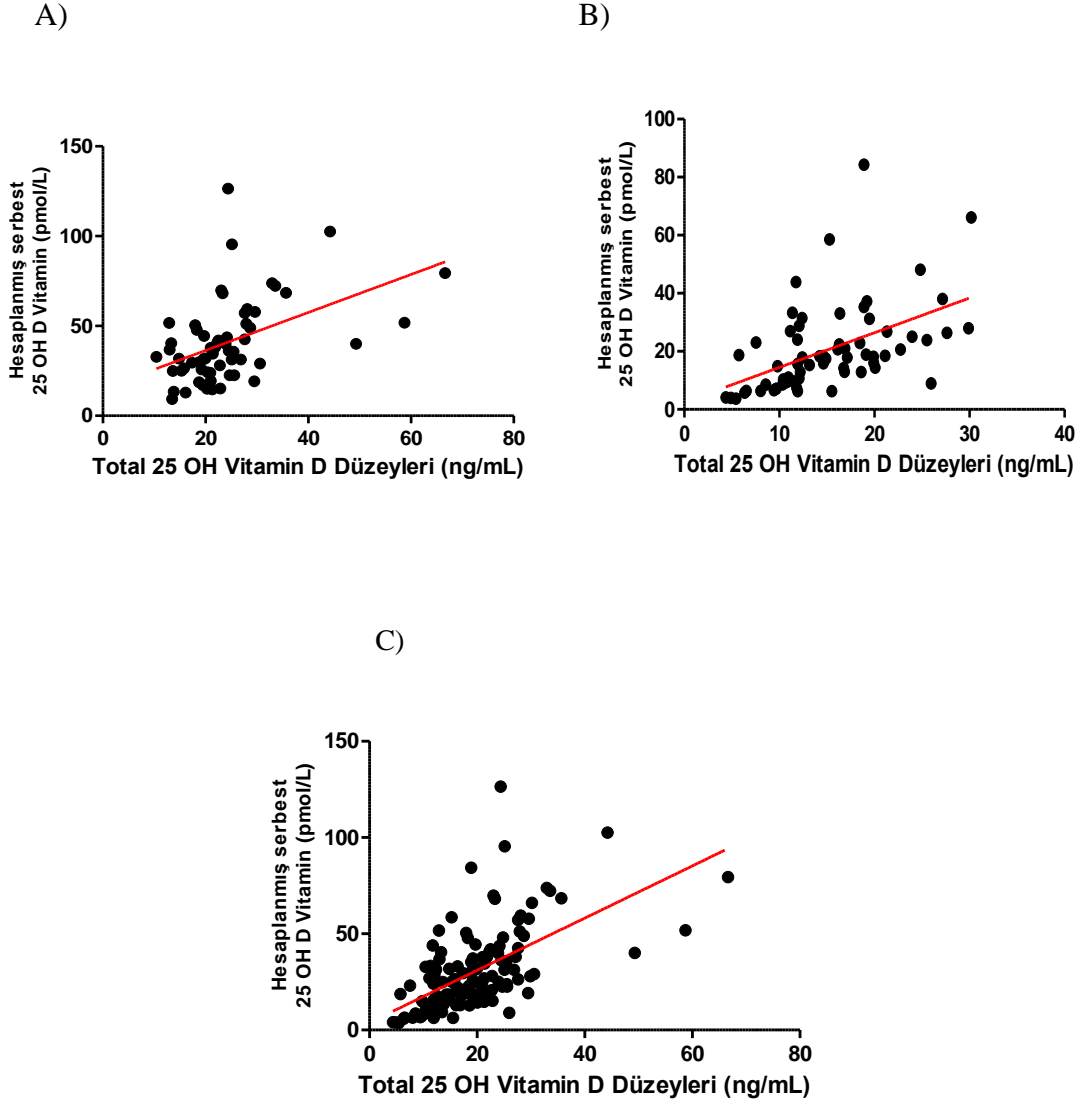 A)
150
100
50
0
0
20
40
60
80
Hesaplanmış serbest
25 OH D Vitamin (pmol/L)
Total 25 OH Vitamin D Düzeyleri (ng/mL)
B)
100
80
60
40
20
0
0
10
20
30
40
Hesaplanmış serbest
25 OH D Vitamin (pmol/L)
Total 25 OH Vitamin D Düzeyleri (ng/mL)
C)
150
100
50
0
0
20
40
60
80
Hesaplanmış serbest
25 OH D Vitamin (pmol/L)
Total 25 OH Vitamin D Düzeyleri (ng/mL)